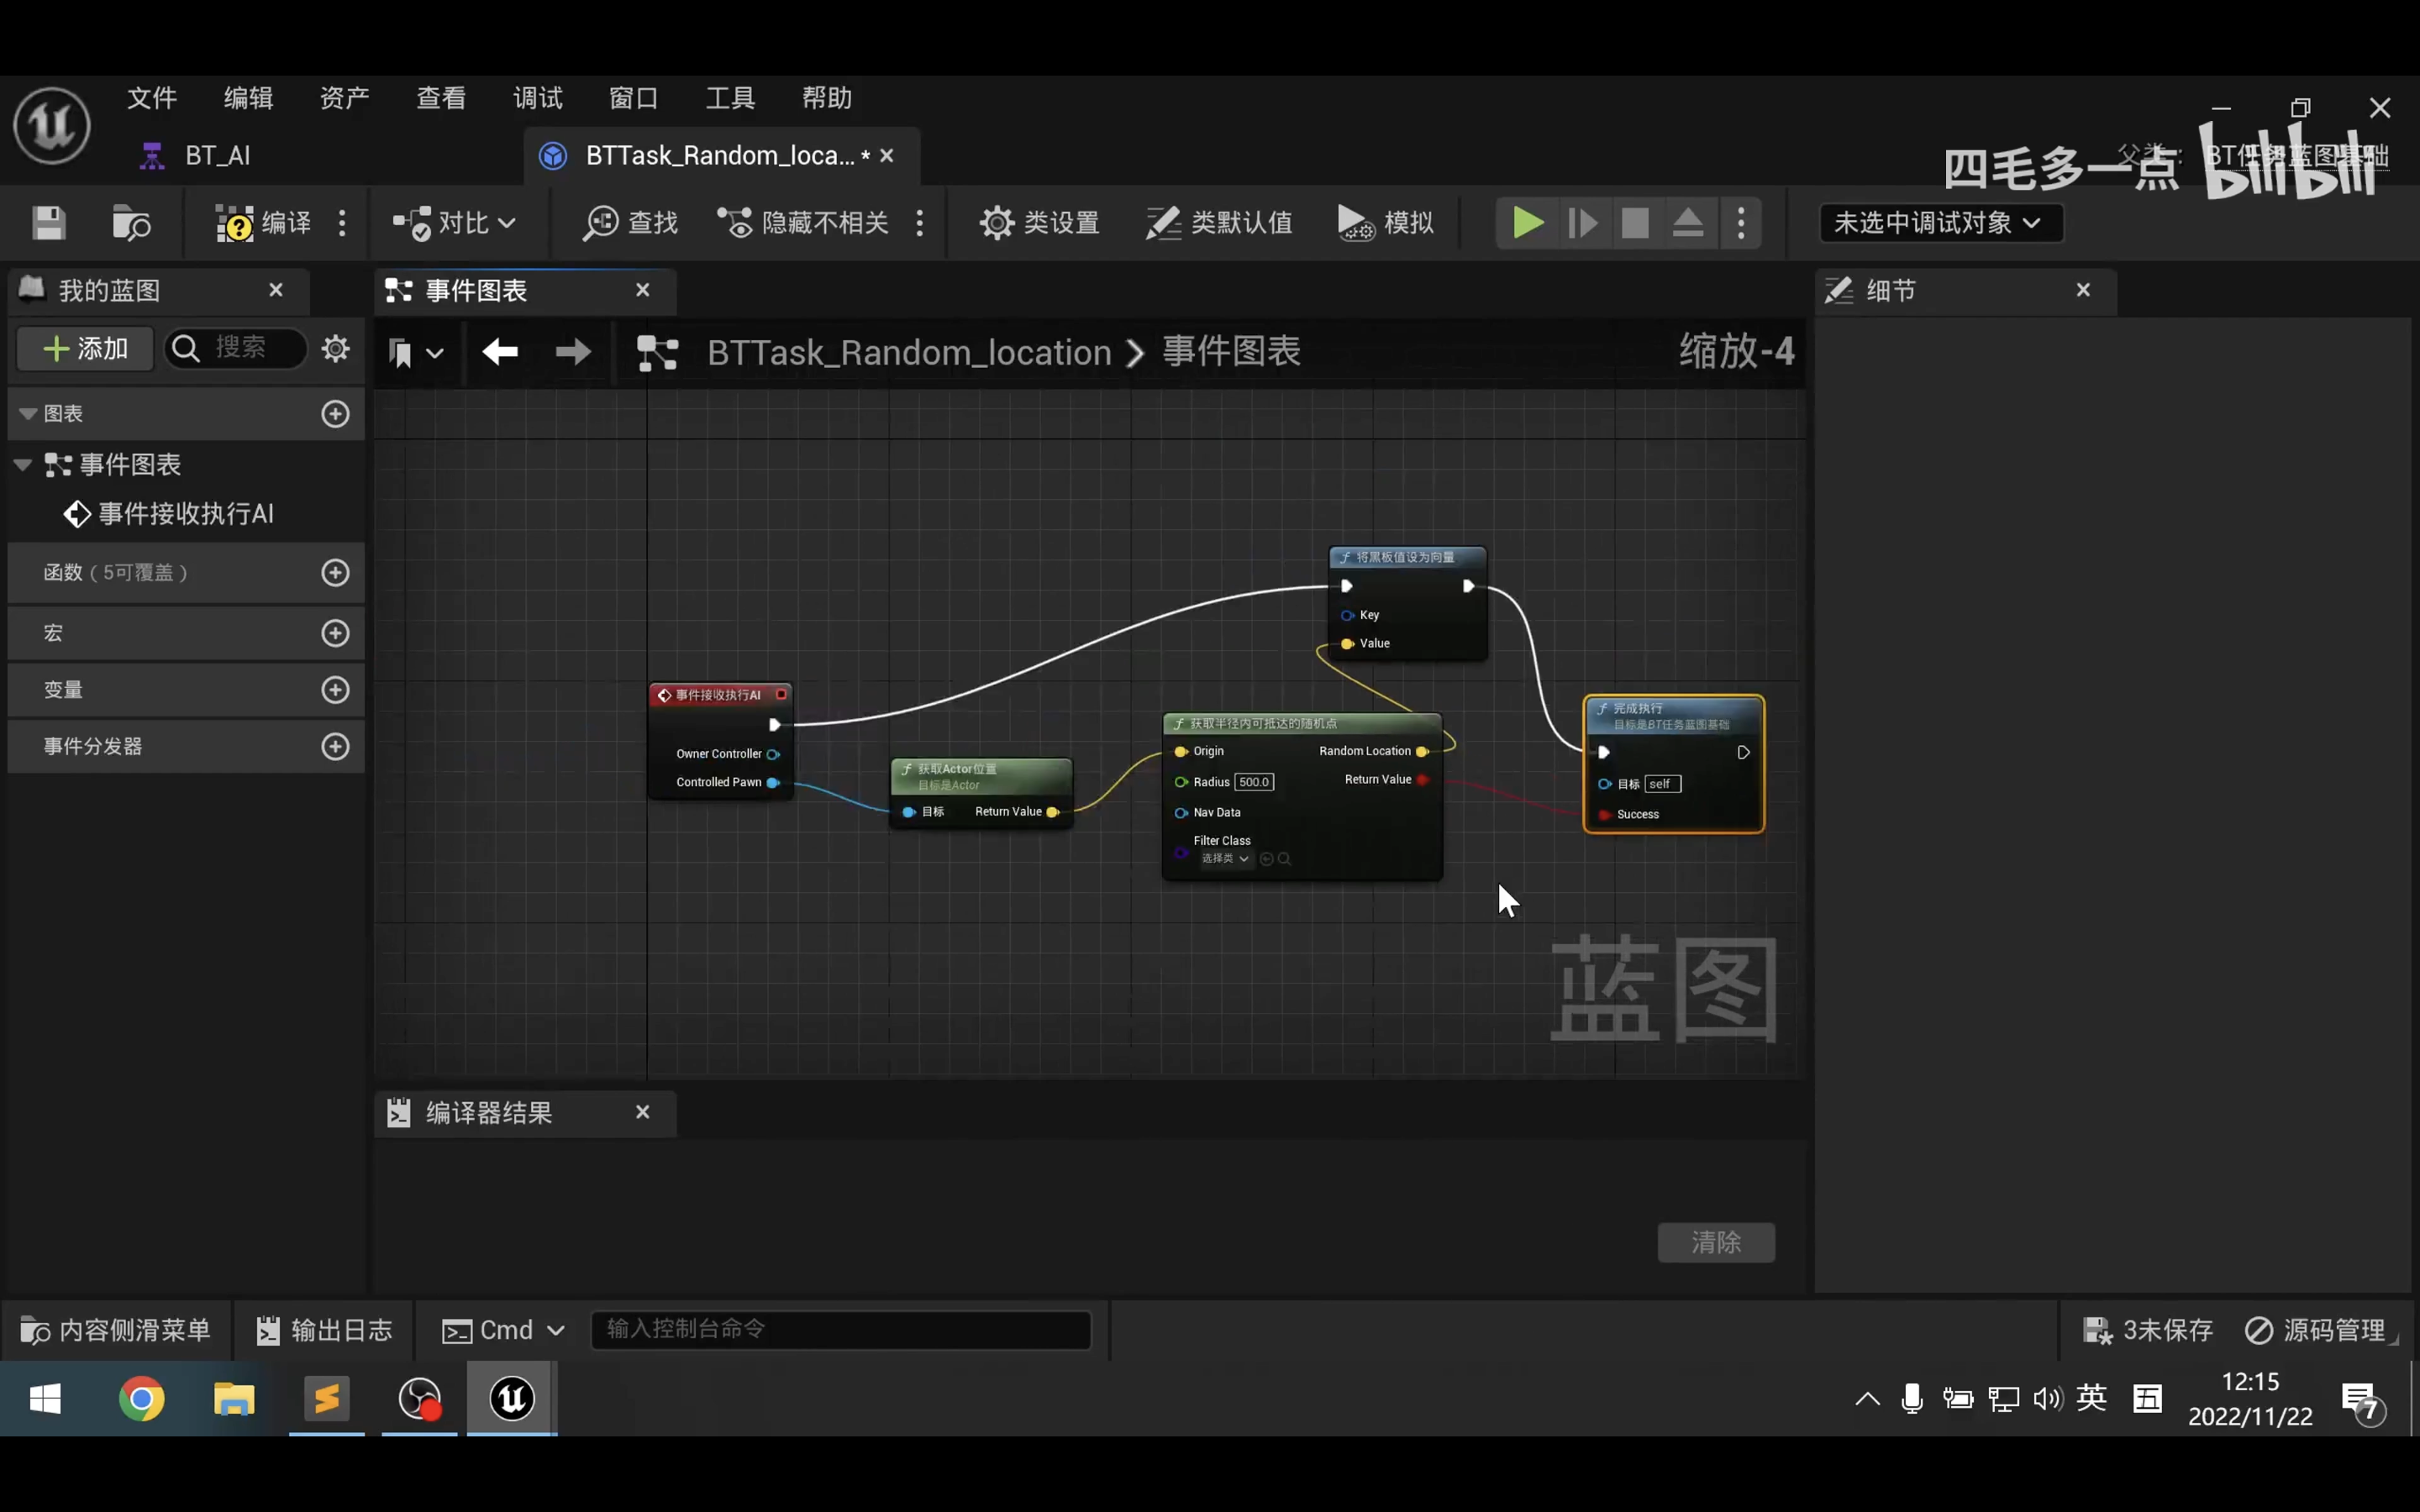 文件 编辑 资产 查看 调试 窗口 工具 帮助
BT_AI
BTTask_Random_loca... *
父类: BT任务蓝图基础
四毛多一点 bilibili
编译 对比 查找 隐藏不相关 类设置 类默认值 模拟 未选中调试对象
我的蓝图
添加 搜索
图表
事件图表
事件接收执行AI
函数 (5可覆盖)
宏
变量
事件分发器
事件图表
BTTask_Random_location > 事件图表
缩放-4
事件接收执行AI
Owner Controller
Controlled Pawn
获取Actor位置
目标是Actor
目标 Return Value
获取半径内可抵达的随机点
Origin Random Location
Radius 500.0 Return Value
Nav Data
Filter Class
选择类
将黑板值设为向量
Key
Value
完成执行
目标是BT任务蓝图基础
目标 self
Success
蓝图
编译器结果
清除
细节
内容侧滑菜单 输出日志 Cmd 输入控制台命令
3未保存 源码管理
英 五
12:15
2022/11/22
7